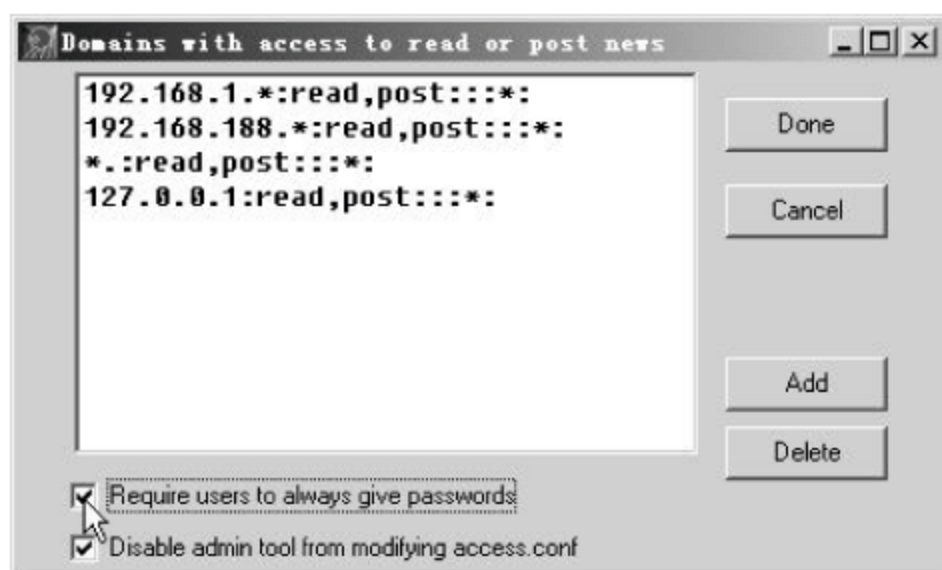 Domains with access to read or post news
192.168.1.*:read,post:::*:
192.168.188.*:read,post:::*:
*.:read,post:::*:
127.0.0.1:read,post:::*:
Done
Cancel
Add
Delete
Require users to always give passwords
Disable admin tool from modifying access.conf